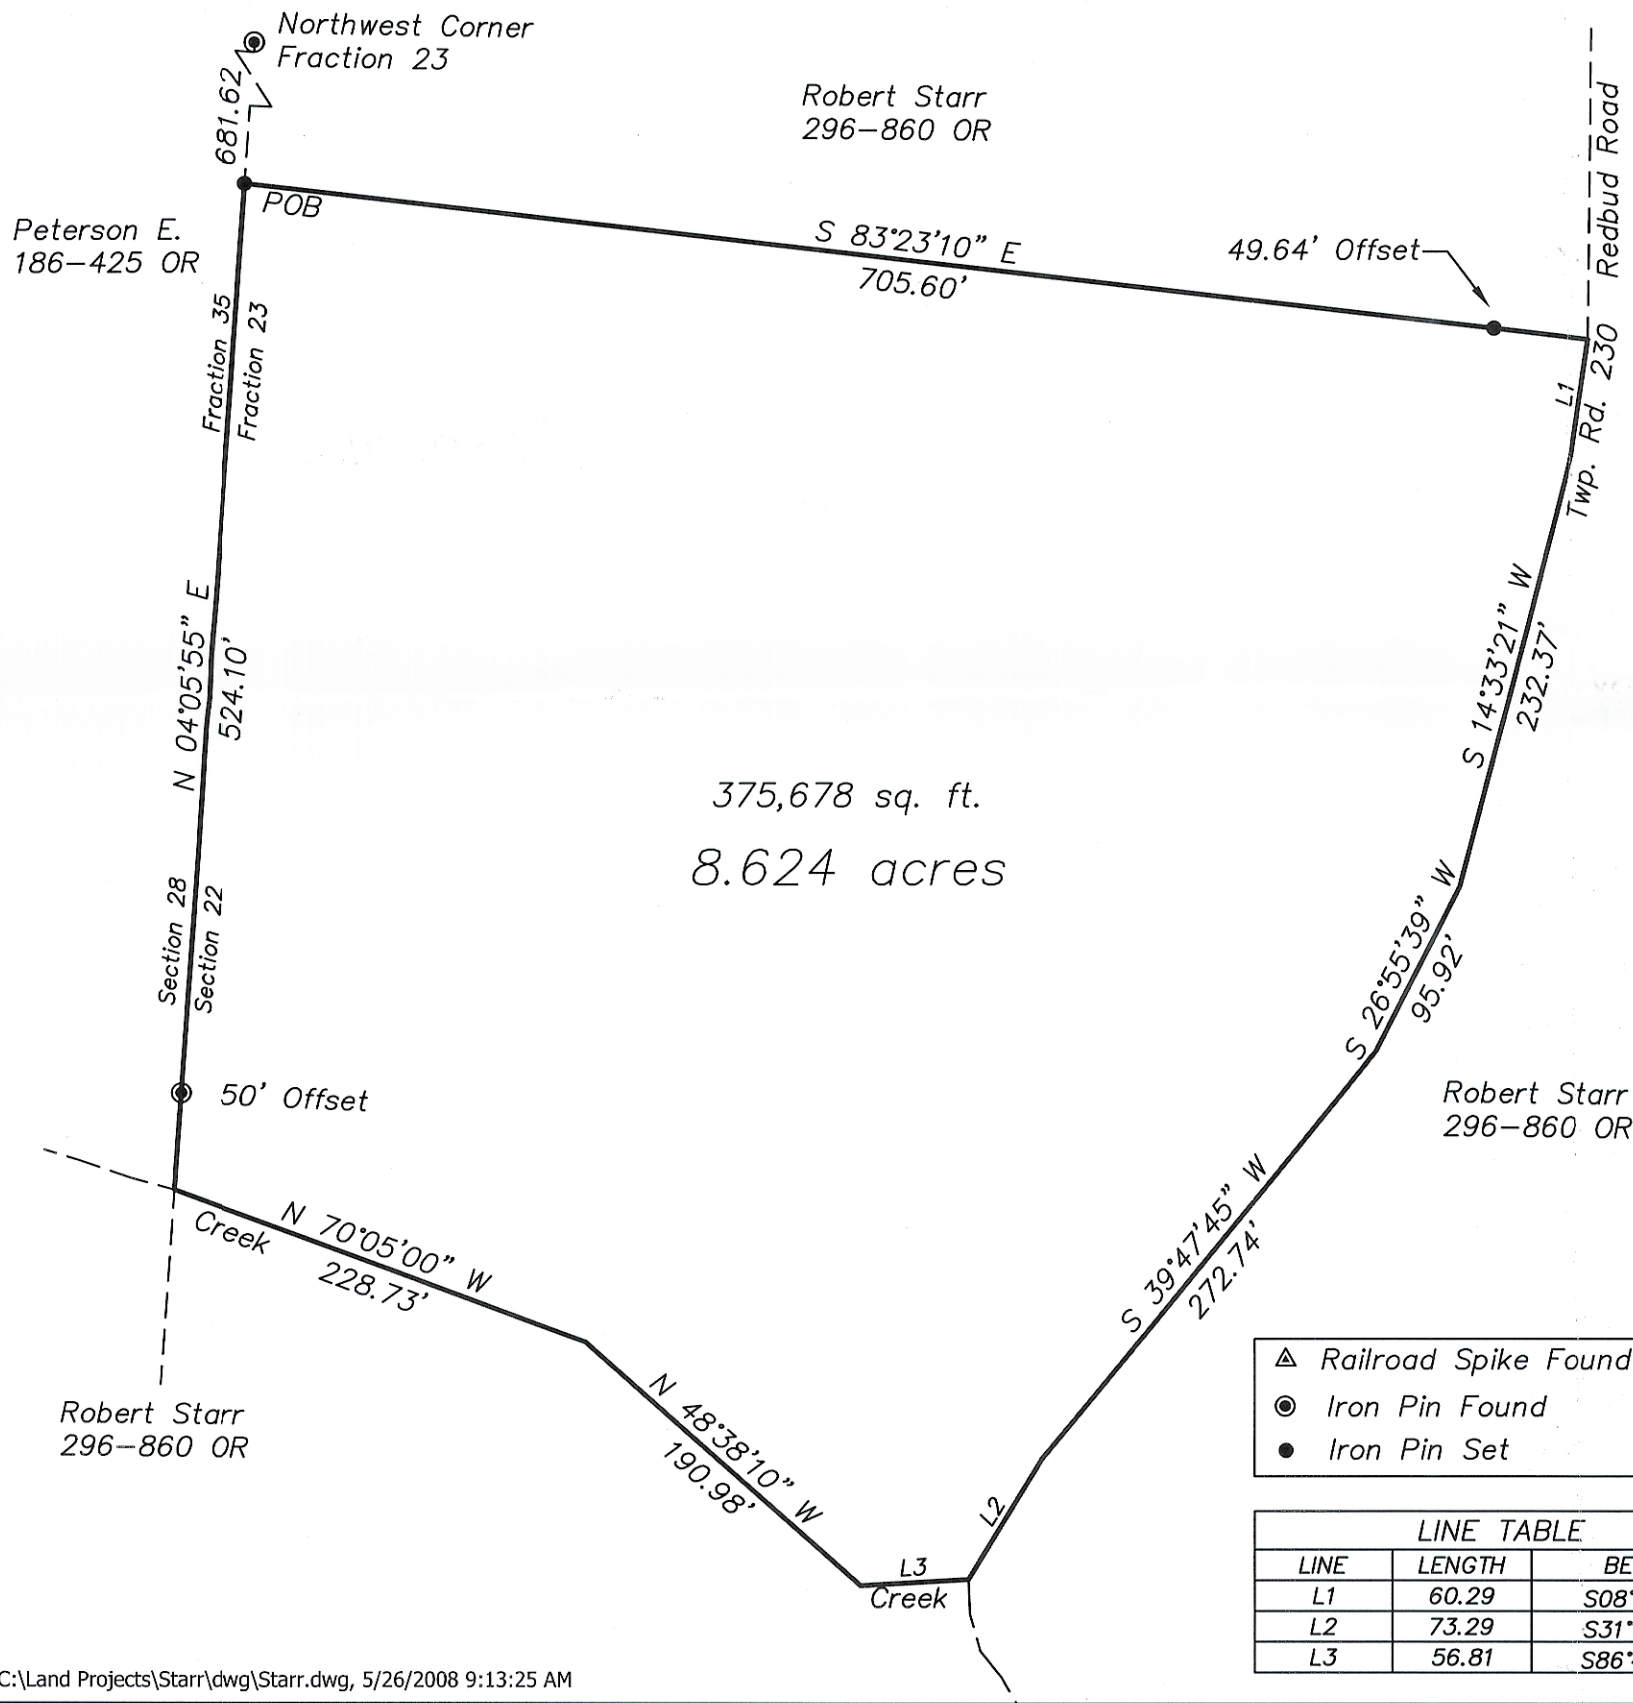 Northwest Corner
Fraction 23
681.62
Robert Starr
296-860 OR
Redbud Road
POB
Peterson E.
186-425 OR
S 83°23'10" E
705.60'
49.64' Offset
Fraction 35
Fraction 23
L1
Twp. Rd. 230
N 04°05'55" E
524.10'
S 14°33'21" W
232.37'
375,678 sq. ft.
8.624 acres
Section 28
Section 22
S 26°55'39" W
95.92'
50' Offset
Robert Starr
296-860 OR
S 39°47'45" W
272.74'
Creek
N 70°05'00" W
228.73'
Robert Starr
296-860 OR
N 48°38'10" W
190.98'
L2
L3
Creek
Railroad Spike Found
Iron Pin Found
Iron Pin Set
LINE TABLE
LINE LENGTH BE
L1 60.29 S08°
L2 73.29 S31°
L3 56.81 S86°
C:\Land Projects\Starr\dwg\Starr.dwg, 5/26/2008 9:13:25 AM